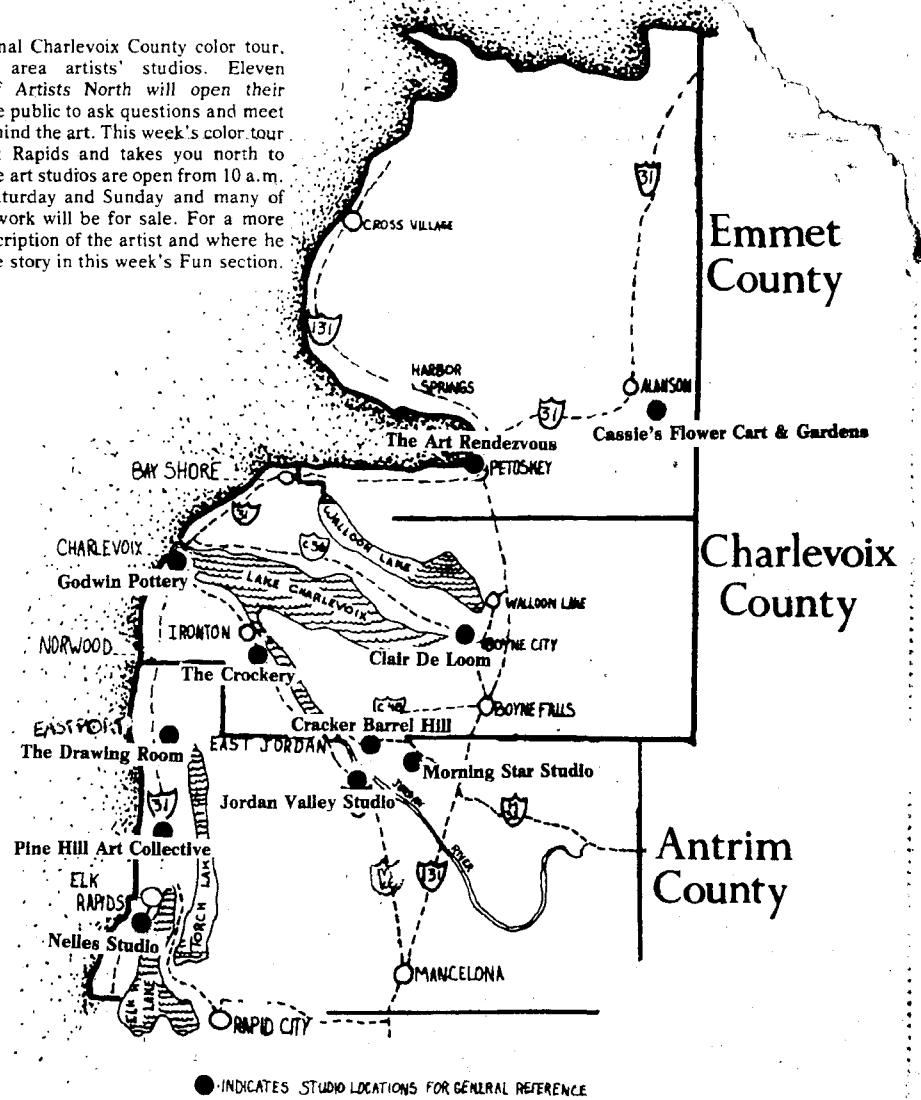 nal Charlevoix County color tour,
area artists' studios. Eleven
Artists North will open their
e public to ask questions and meet
hind the art. This week's color tour
Rapids and takes you north to
e art studios are open from 10 a.m.
aturday and Sunday and many of
work will be for sale. For a more
cription of the artist and where he
e story in this week's Fun section.
31
CROSS VILLAGE
Emmet
County
131
HARBOR
SPRINGS
ALANSON
31
The Art Rendezvous
Cassie's Flower Cart & Gardens
BAY SHORE
PETOSKEY
31
WALLOON LAKE
C56
CHARLEVOIX
Charlevoix
County
Godwin Pottery
LAKE CHARLEVOIX
WALLOON LAKE
IRONTON
NORWOOD
BOYNE CITY
Clair De Loom
The Crockery
C48
BOYNE FALLS
Cracker Barrel Hill
EASTPORT
EAST JORDAN
The Drawing Room
Morning Star Studio
Jordan Valley Studio
JORDAN
RIVER
31
Pine Hill Art Collective
Antrim
County
TORCH LAKE
131
ELK
RAPIDS
Nelles Studio
MANCELONA
LAKE
RAPID CITY
INDICATES STUDIO LOCATIONS FOR GENERAL REFERENCE